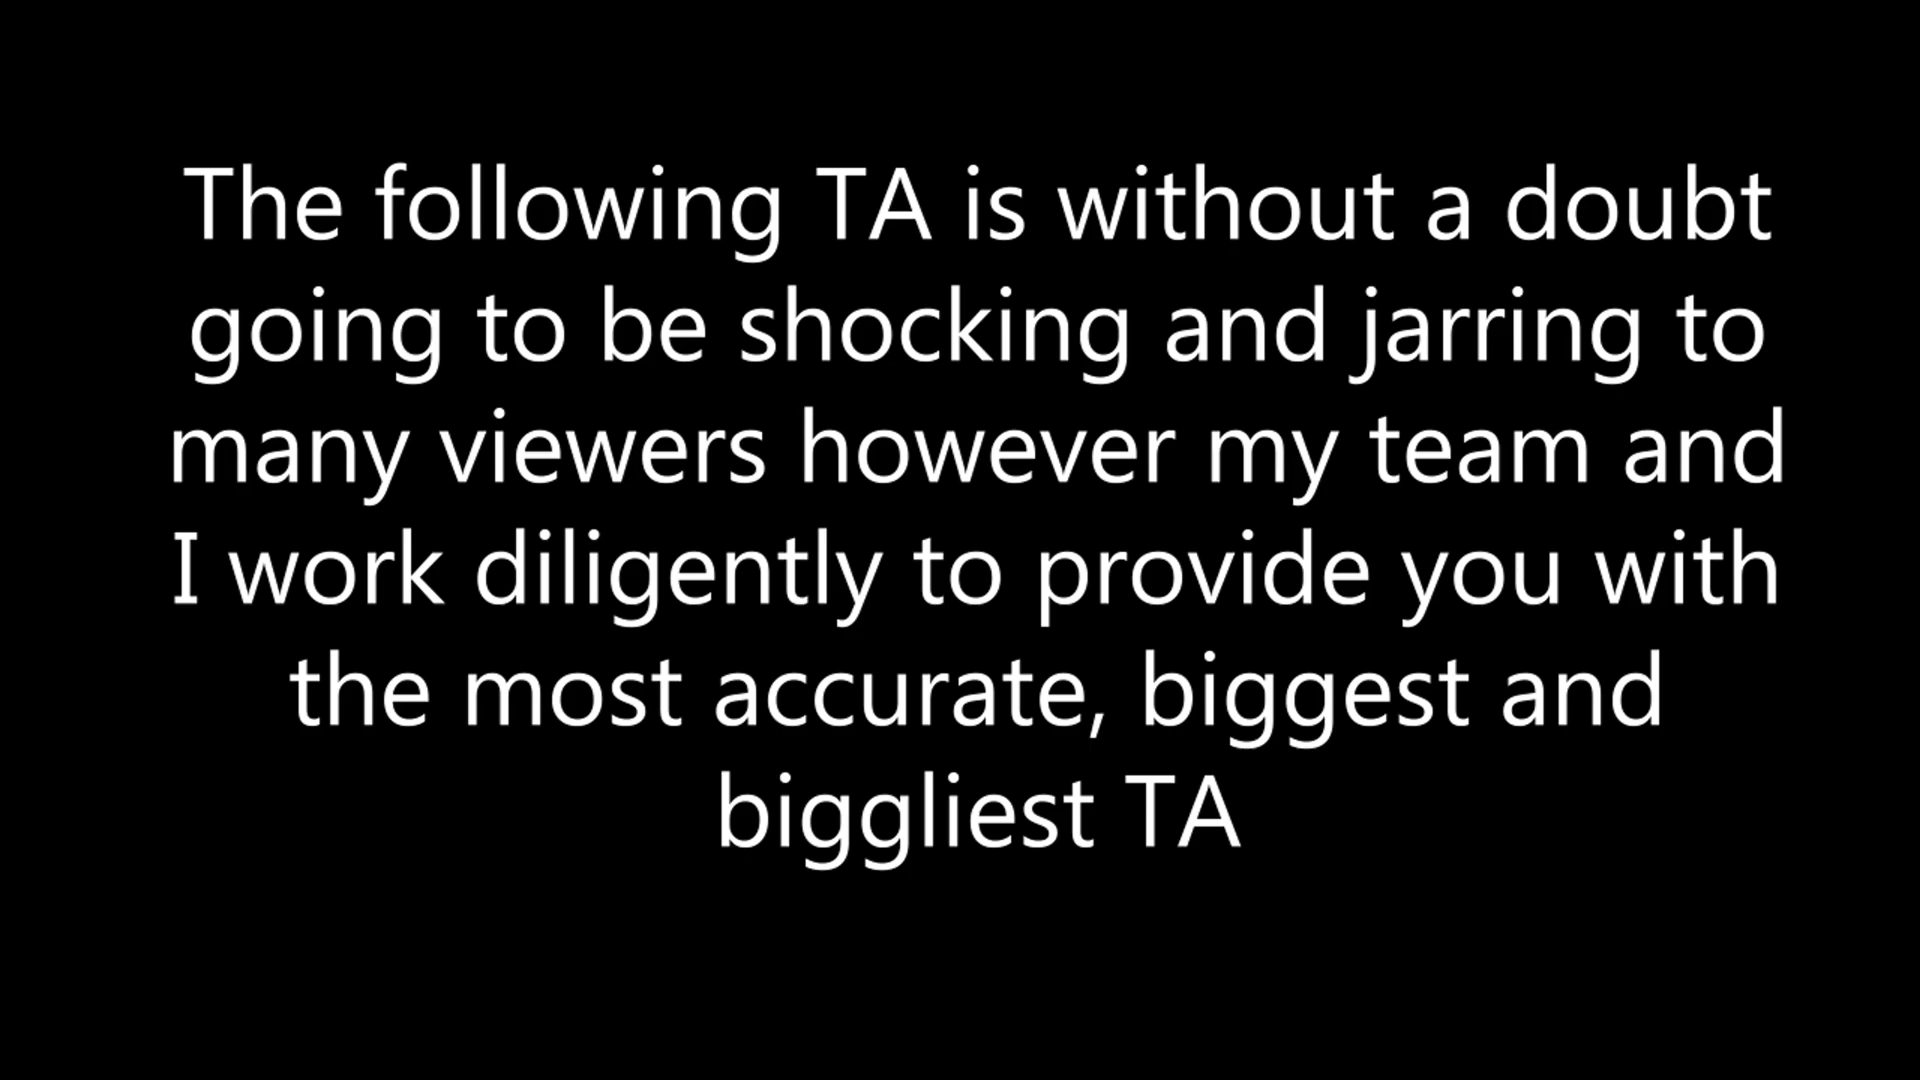 The following TA is without a doubt
going to be shocking and jarring to
many viewers however my team and
I work diligently to provide you with
the most accurate, biggest and
biggliest TA